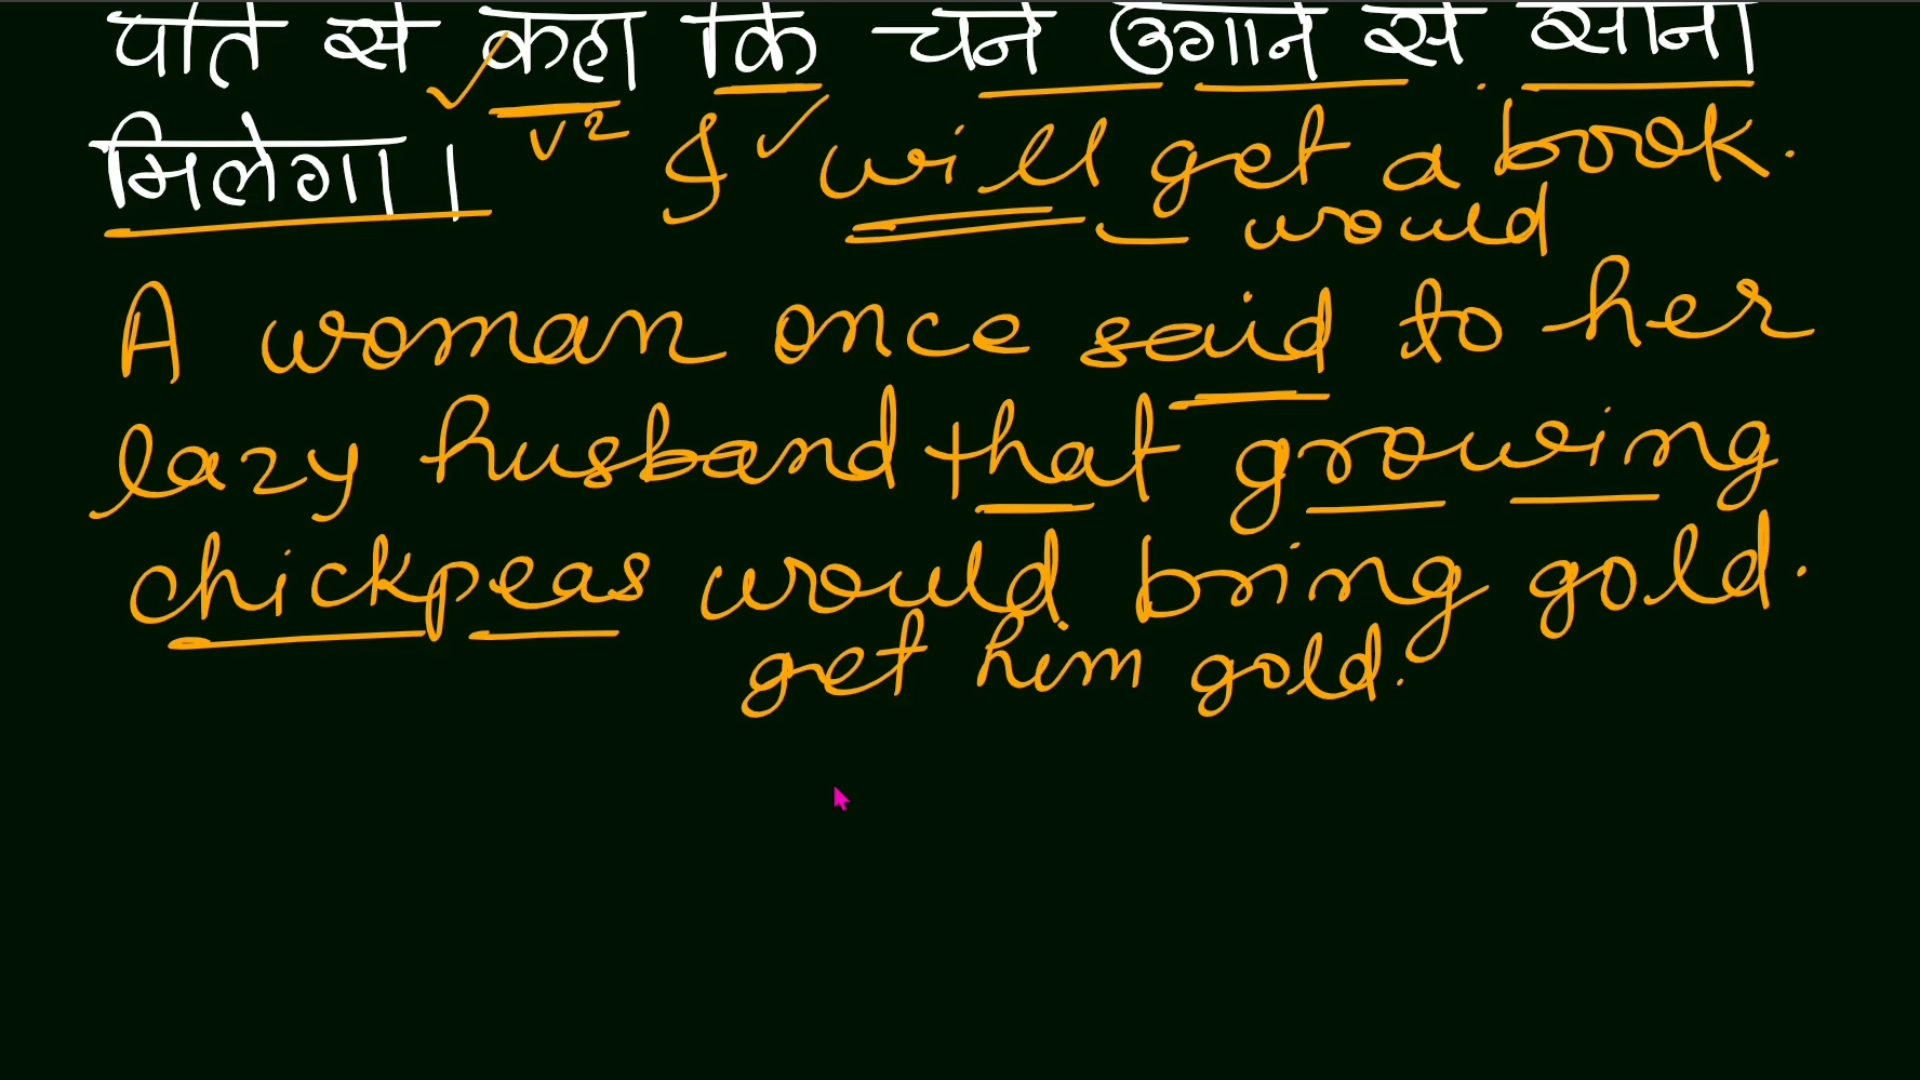 पति से कहा कि चने उगाने से सोना
मिलेगा। V2 I will get a book.
would
A woman once said to her
lazy husband that growing
chickpeas would bring gold.
get him gold.